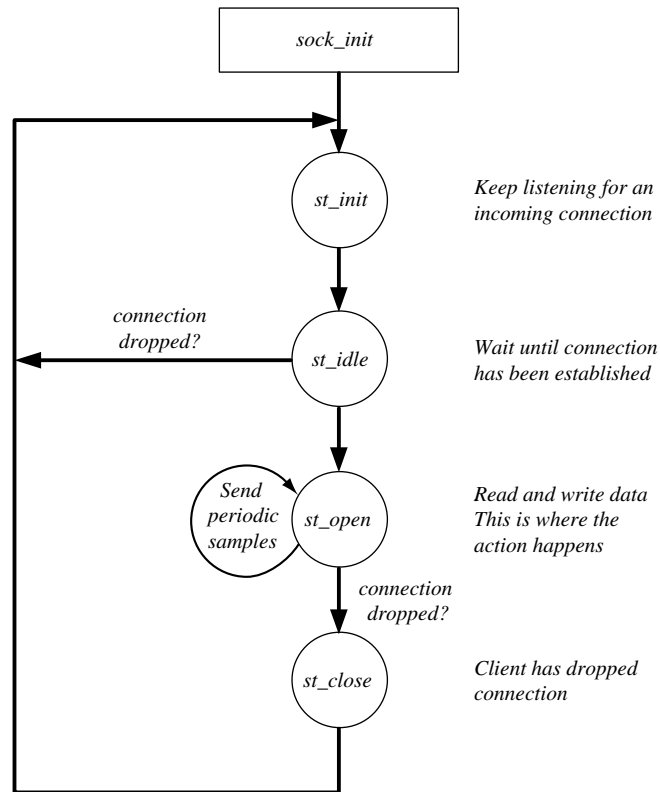 sock_init
st_init
Keep listening for an
incoming connection
connection
dropped?
st_idle
Wait until connection
has been established
Send
periodic
samples
st_open
Read and write data
This is where the
action happens
connection
dropped?
st_close
Client has dropped
connection